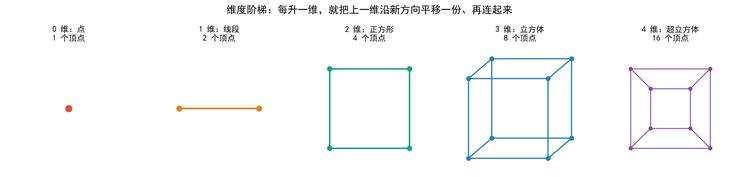 维度阶梯：每升一维，就把上一维沿新方向平移一份、再连起来
0 维：点
1 个顶点
1 维：线段
2 个顶点
2 维：正方形
4 个顶点
3 维：立方体
8 个顶点
4 维：超立方体
16 个顶点